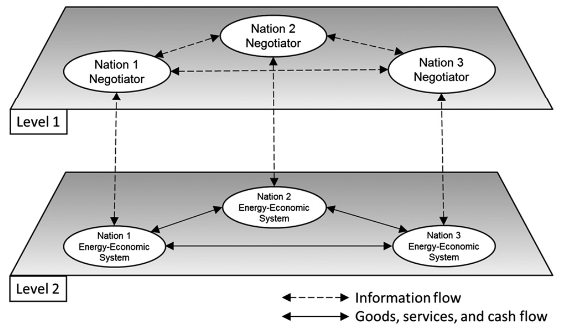 Nation 2
Negotiator
Nation 1
Negotiator
Nation 3
Negotiator
Level 1
Nation 2
Energy-Economic
System
Nation 1
Energy-Economic
System
Nation 3
Energy-Economic
System
Level 2
Information flow
Goods, services, and cash flow